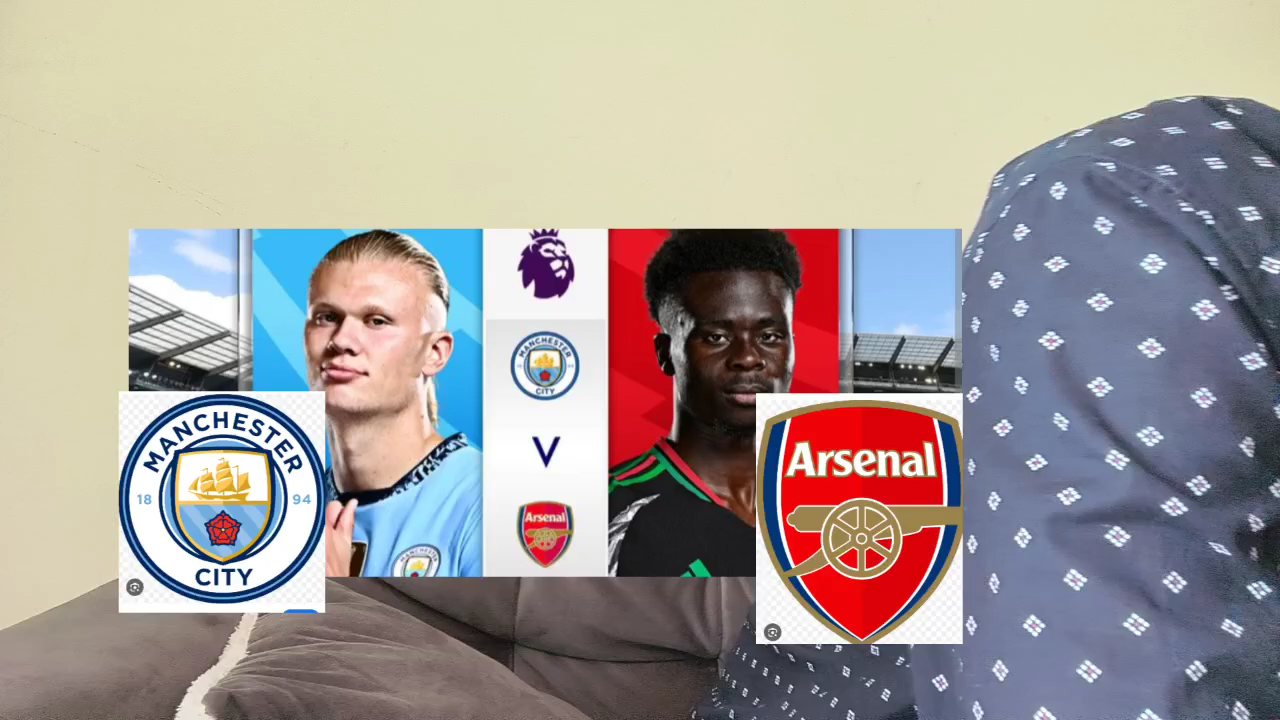 MANCHESTER
CITY
V
Arsenal
MANCHESTER
18 94
CITY
Arsenal